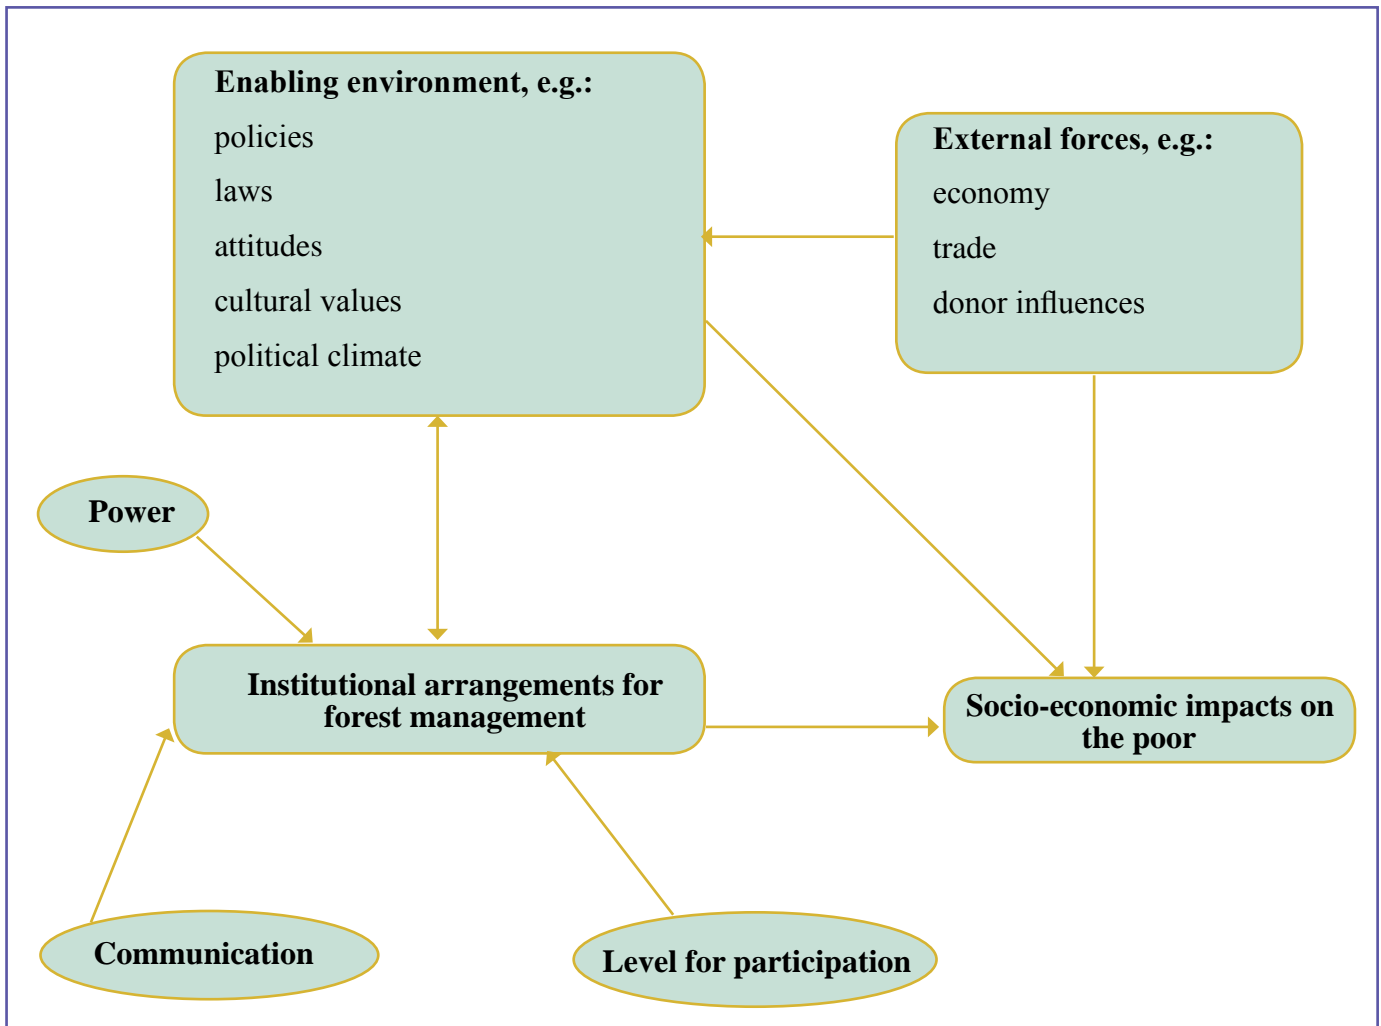 Enabling environment, e.g.:
policies
laws
attitudes
cultural values
political climate
External forces, e.g.:
economy
trade
donor influences
Power
Institutional arrangements for
forest management
Socio-economic impacts on
the poor
Communication
Level for participation